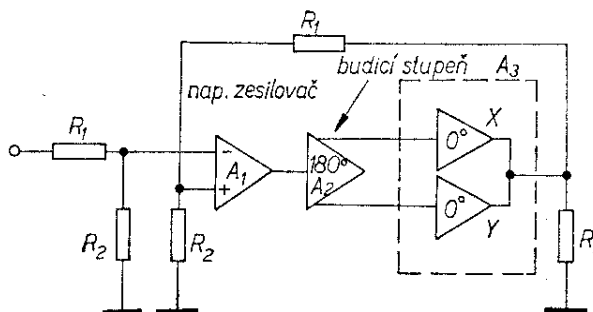 R₁
budicí stupeň A₃
nap. zesilovač
R₁
-
A₁
+
180°
A₂
0°
X
0°
Y
R₂
R₂
R